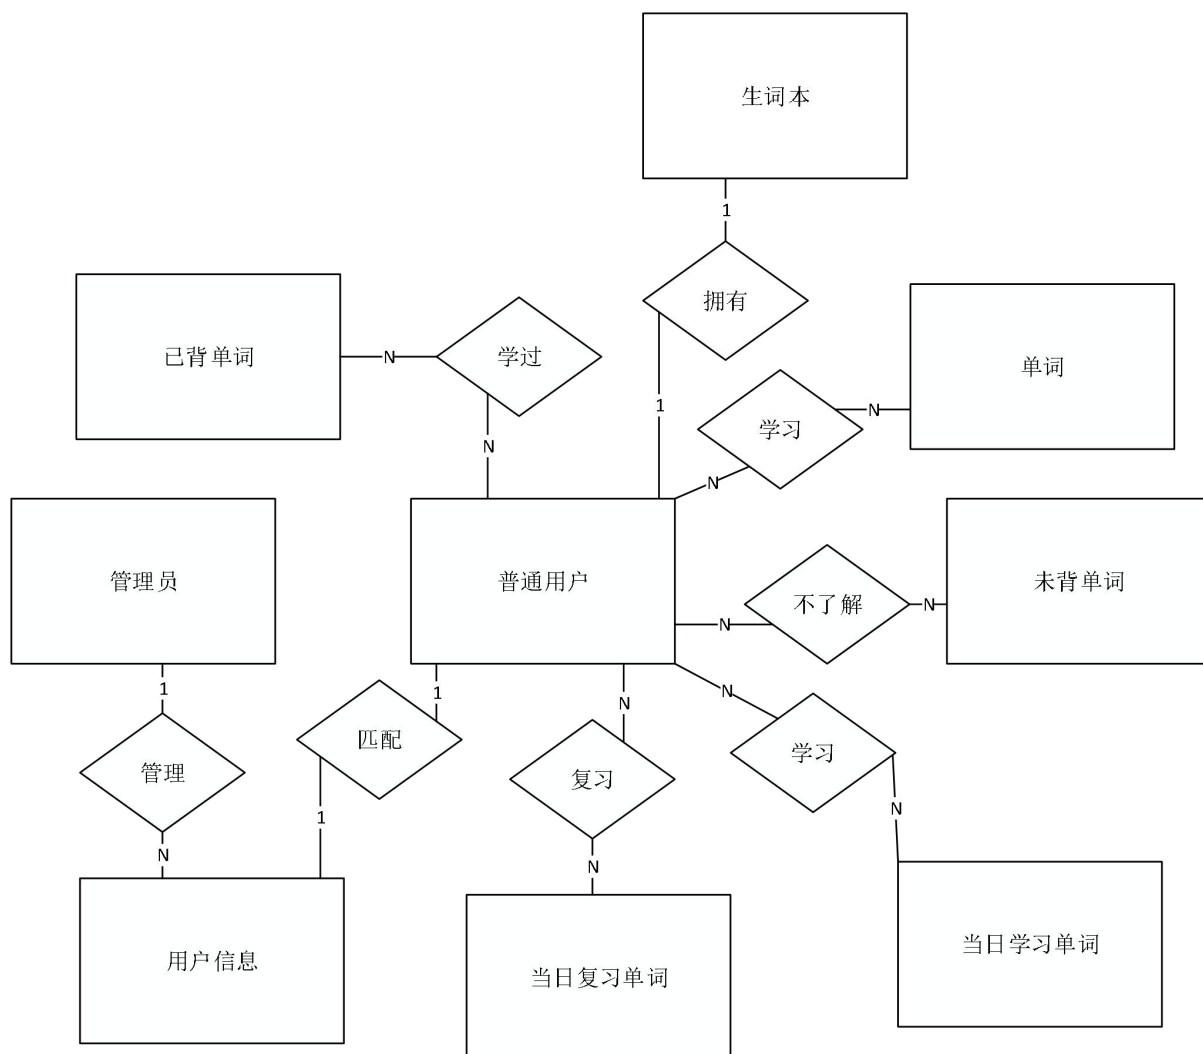 生词本
1
拥有
已背单词
N
学过
单词
N
学习
1
N
N
管理员
普通用户
不了解
N
未背单词
N
1
1
N
N
匹配
学习
管理
复习
1
N
N
N
用户信息
当日复习单词
当日学习单词